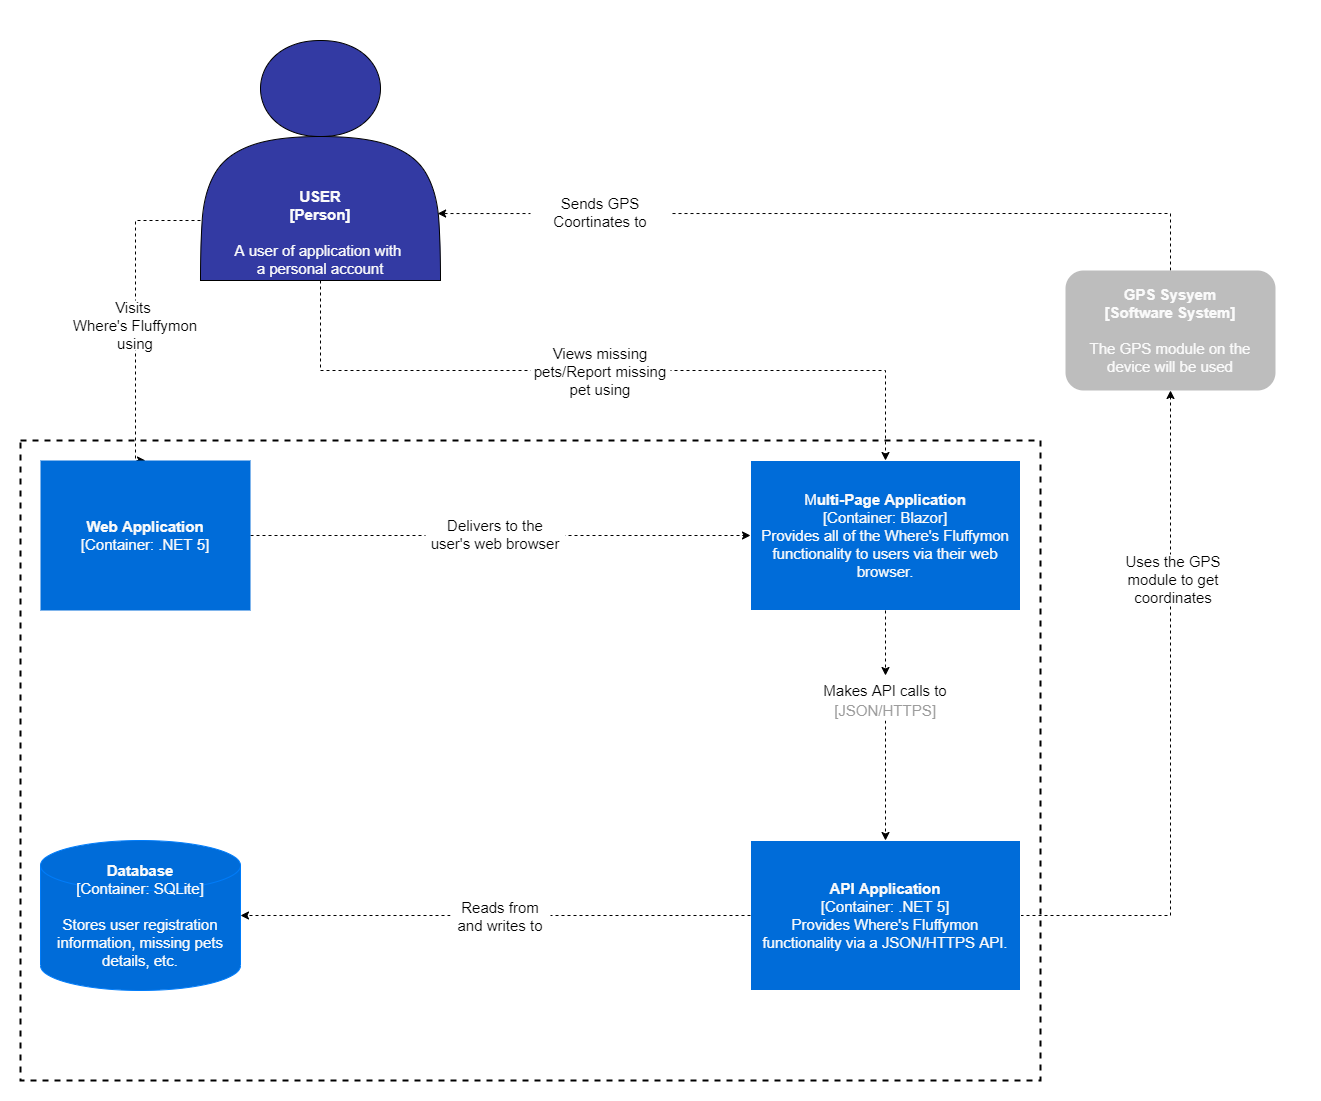 USER
[Person]
A user of application with
a personal account
Sends GPS
Coortinates to
GPS Sysyem
[Software System]
The GPS module on the
device will be used
Visits
Where's Fluffymon
using
Views missing
pets/Report missing
pet using
Web Application
[Container: .NET 5]
Delivers to the
user's web browser
Multi-Page Application
[Container: Blazor]
Provides all of the Where's Fluffymon
functionality to users via their web
browser.
Uses the GPS
module to get
coordinates
Makes API calls to
[JSON/HTTPS]
Database
[Container: SQLite]
Stores user registration
information, missing pets
details, etc.
Reads from
and writes to
API Application
[Container: .NET 5]
Provides Where's Fluffymon
functionality via a JSON/HTTPS API.